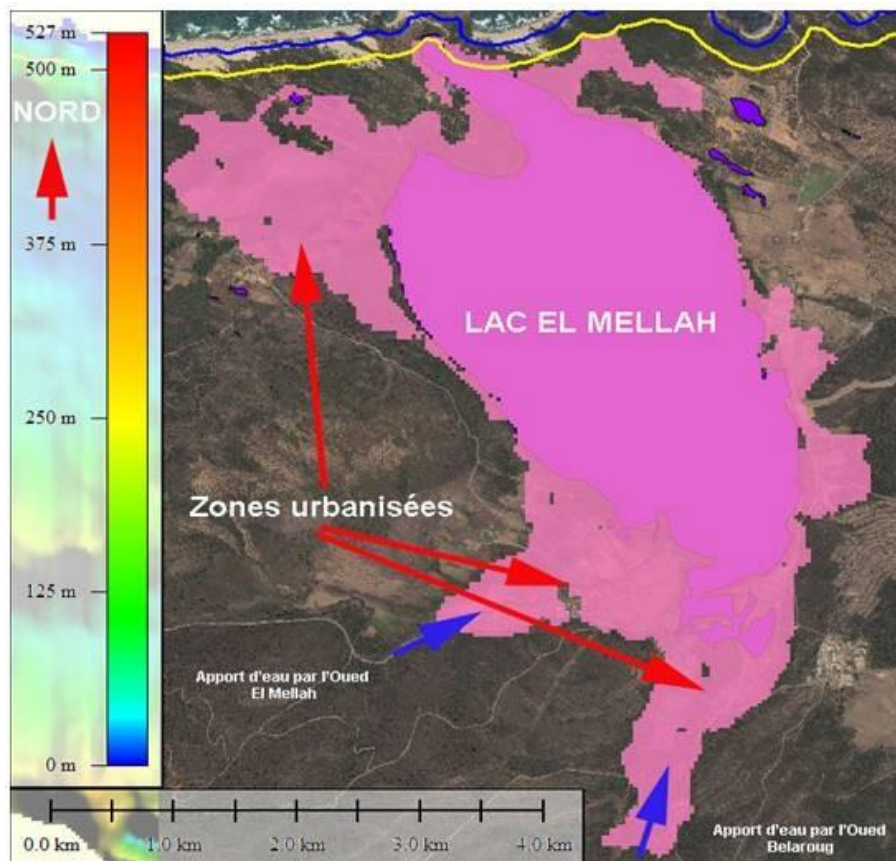 527 m
500 m
NORD
375 m
LAC EL MELLAH
250 m
Zones urbanisées
125 m
Apport d'eau par l'Oued
El Mellah
0 m
0.0 km
1.0 km
2.0 km
3.0 km
4.0 km
Apport d'eau par l'Oued
Belaroug